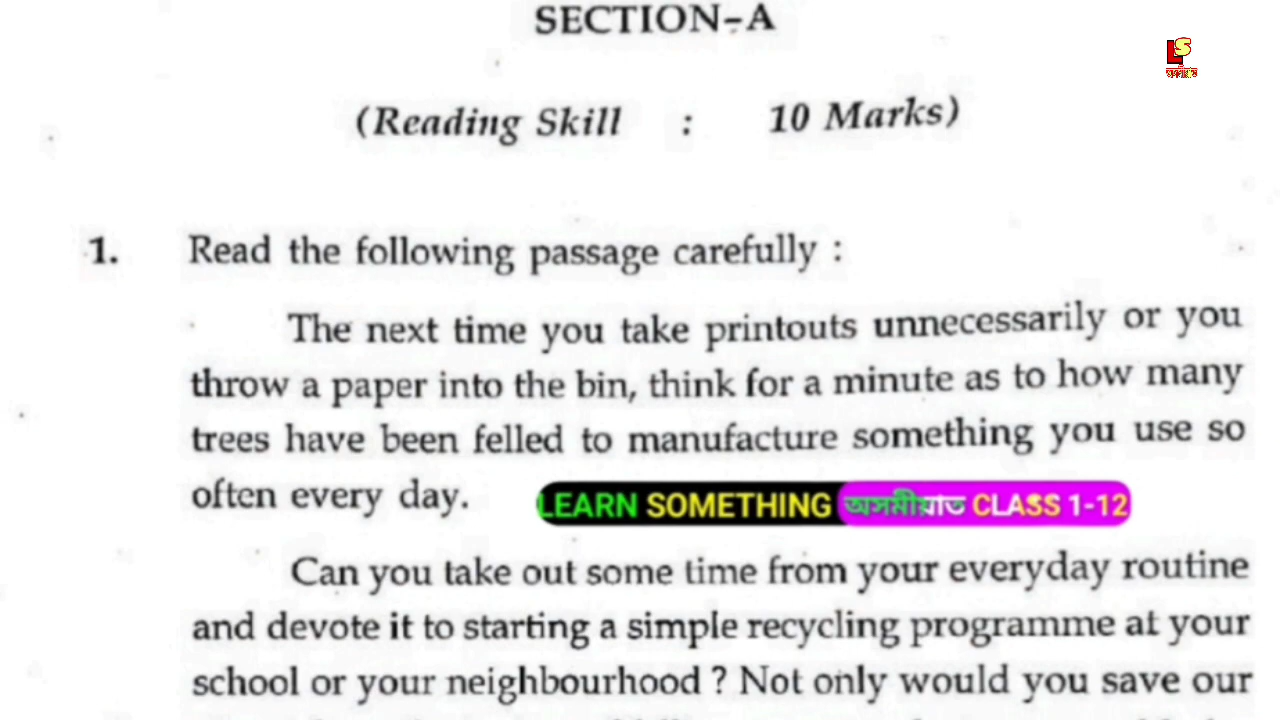 SECTION–A
LS
(Reading Skill : 10 Marks)
1. Read the following passage carefully :
The next time you take printouts unnecessarily or you
throw a paper into the bin, think for a minute as to how many
trees have been felled to manufacture something you use so
often every day.
LEARN SOMETHING অসমীয়াত CLASS 1-12
Can you take out some time from your everyday routine
and devote it to starting a simple recycling programme at your
school or your neighbourhood ? Not only would you save our